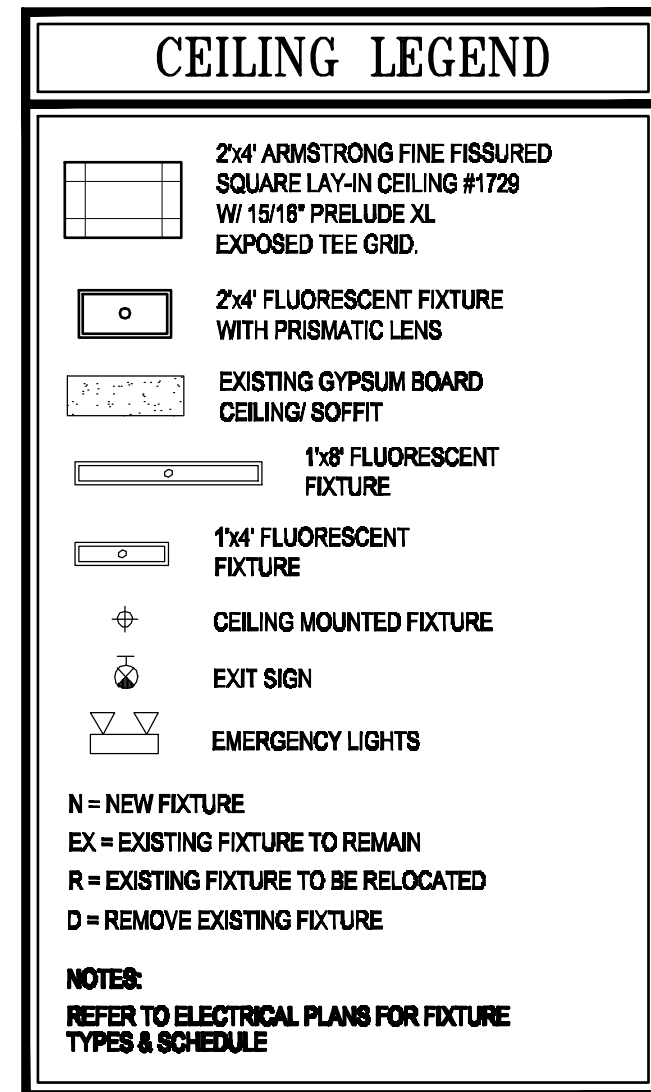 CEILING LEGEND
2'x4' ARMSTRONG FINE FISSURED
SQUARE LAY-IN CEILING #1729
W/ 15/16" PRELUDE XL
EXPOSED TEE GRID.
2'x4' FLUORESCENT FIXTURE
WITH PRISMATIC LENS
EXISTING GYPSUM BOARD
CEILING/ SOFFIT
1'x8' FLUORESCENT
FIXTURE
1'x4' FLUORESCENT
FIXTURE
CEILING MOUNTED FIXTURE
EXIT SIGN
EMERGENCY LIGHTS
N = NEW FIXTURE
EX = EXISTING FIXTURE TO REMAIN
R = EXISTING FIXTURE TO BE RELOCATED
D = REMOVE EXISTING FIXTURE
NOTES:
REFER TO ELECTRICAL PLANS FOR FIXTURE
TYPES & SCHEDULE